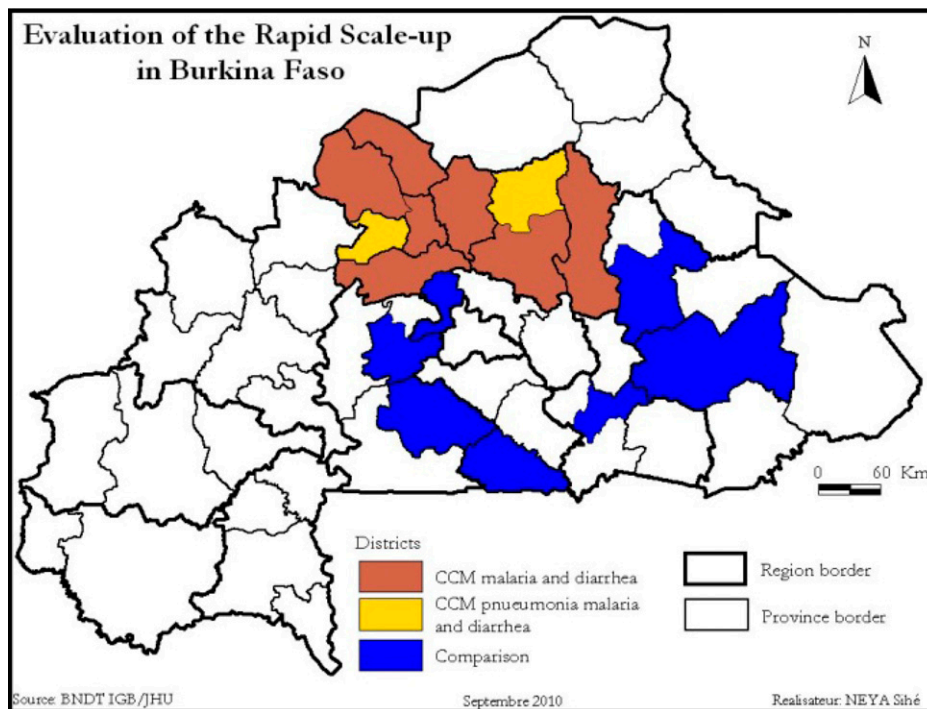 Evaluation of the Rapid Scale-up
in Burkina Faso
N
0 60 Km
Districts
CCM malaria and diarrhea
CCM pnueumonia malaria
and diarrhea
Comparison
Region border
Province border
Source: BNDT IGB/JHU
Septembre 2010
Realisateur: NEYA Sihé